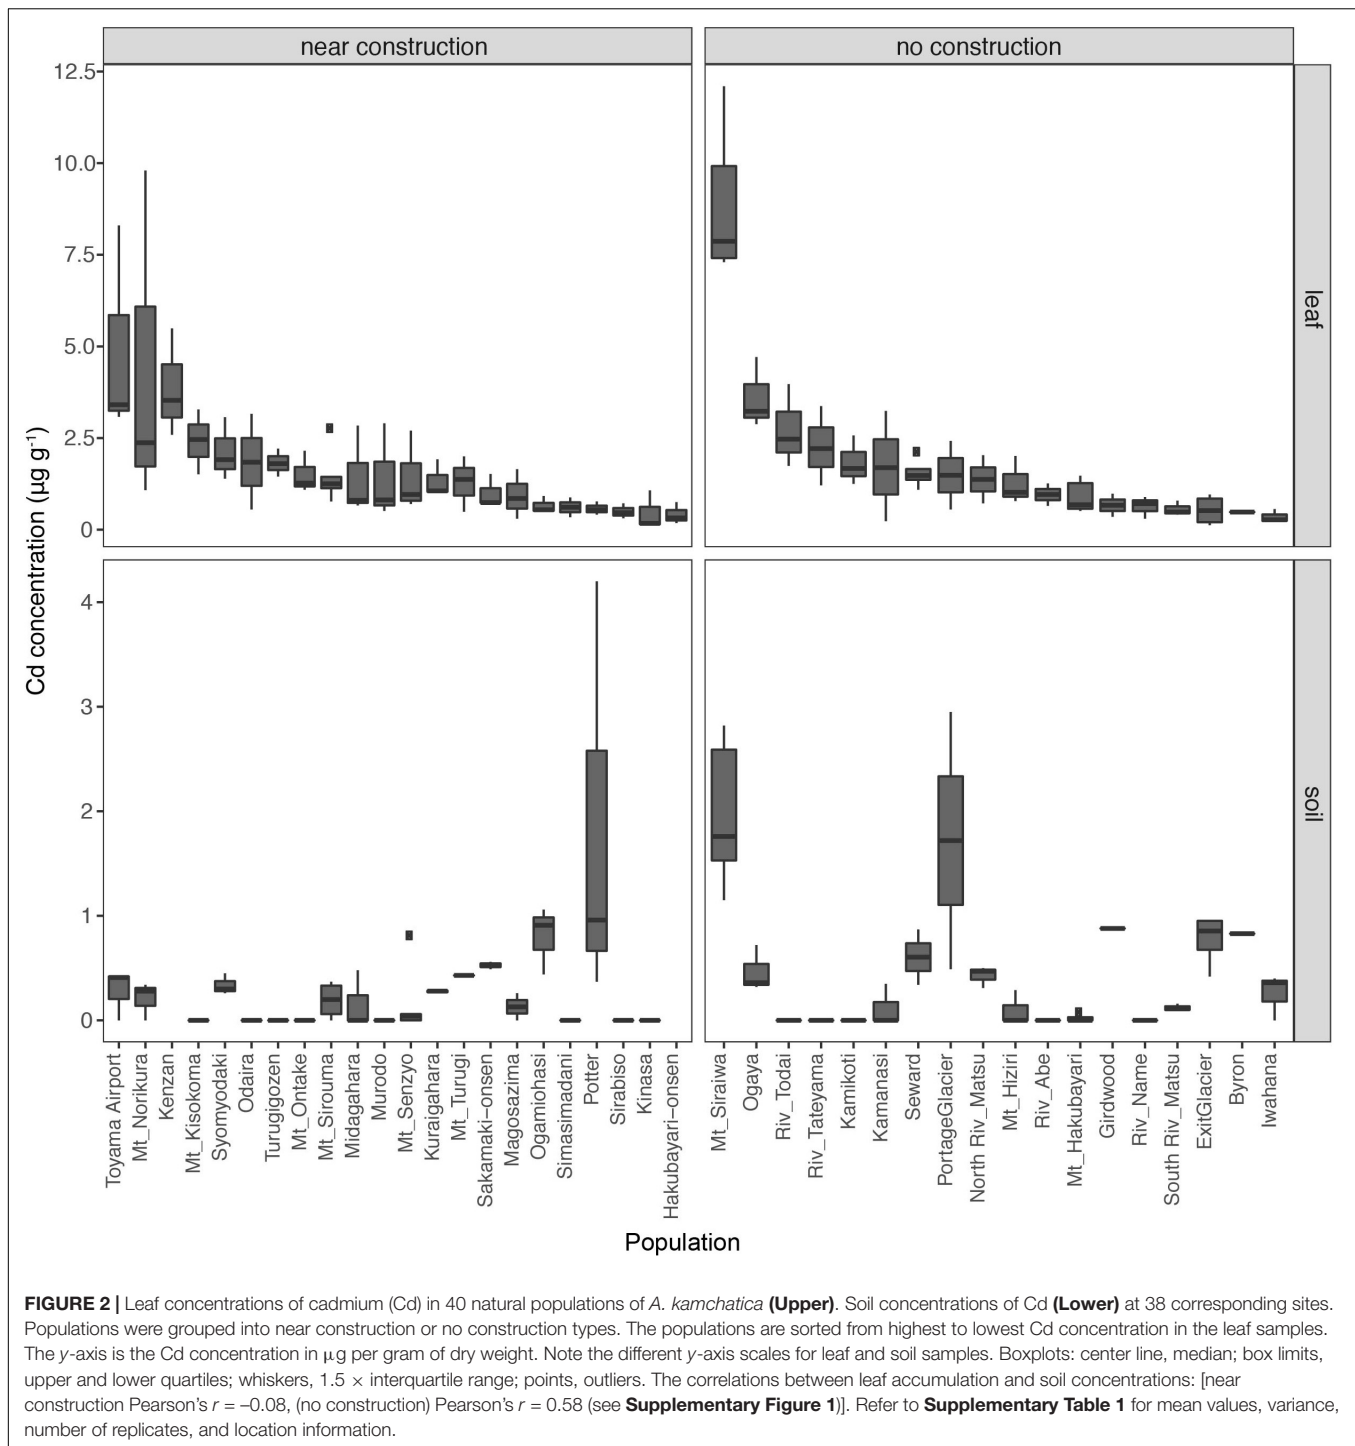 near construction
no construction
12.5
10.0
7.5
5.0
2.5
0
leaf
Cd concentration (µg g-1)
4
3
2
1
0
soil
Toyama Airport
Mt_Norikura
Kenzan
Mt_Kisokoma
Syomyodaki
Odaira
Turugigozen
Mt_Ontake
Mt_Sirouma
Midagahara
Murodo
Mt_Senzyo
Kuraigahara
Mt_Turugi
Sakamaki-onsen
Magosazima
Ogamiohasi
Simasimadani
Potter
Sirabiso
Kinasa
Hakubayari-onsen
Mt_Siraiwa
Ogaya
Riv_Todai
Riv_Tateyama
Kamikoti
Kamanasi
Seward
PortageGlacier
North Riv_Matsu
Mt_Hiziri
Riv_Abe
Mt_Hakubayari
Girdwood
Riv_Name
South Riv_Matsu
ExitGlacier
Byron
Iwahana
Population
FIGURE 2 | Leaf concentrations of cadmium (Cd) in 40 natural populations of A. kamchatica (Upper). Soil concentrations of Cd (Lower) at 38 corresponding sites.
Populations were grouped into near construction or no construction types. The populations are sorted from highest to lowest Cd concentration in the leaf samples.
The y-axis is the Cd concentration in µg per gram of dry weight. Note the different y-axis scales for leaf and soil samples. Boxplots: center line, median; box limits,
upper and lower quartiles; whiskers, 1.5 × interquartile range; points, outliers. The correlations between leaf accumulation and soil concentrations: [near
construction Pearson's r = –0.08, (no construction) Pearson's r = 0.58 (see Supplementary Figure 1)]. Refer to Supplementary Table 1 for mean values, variance,
number of replicates, and location information.